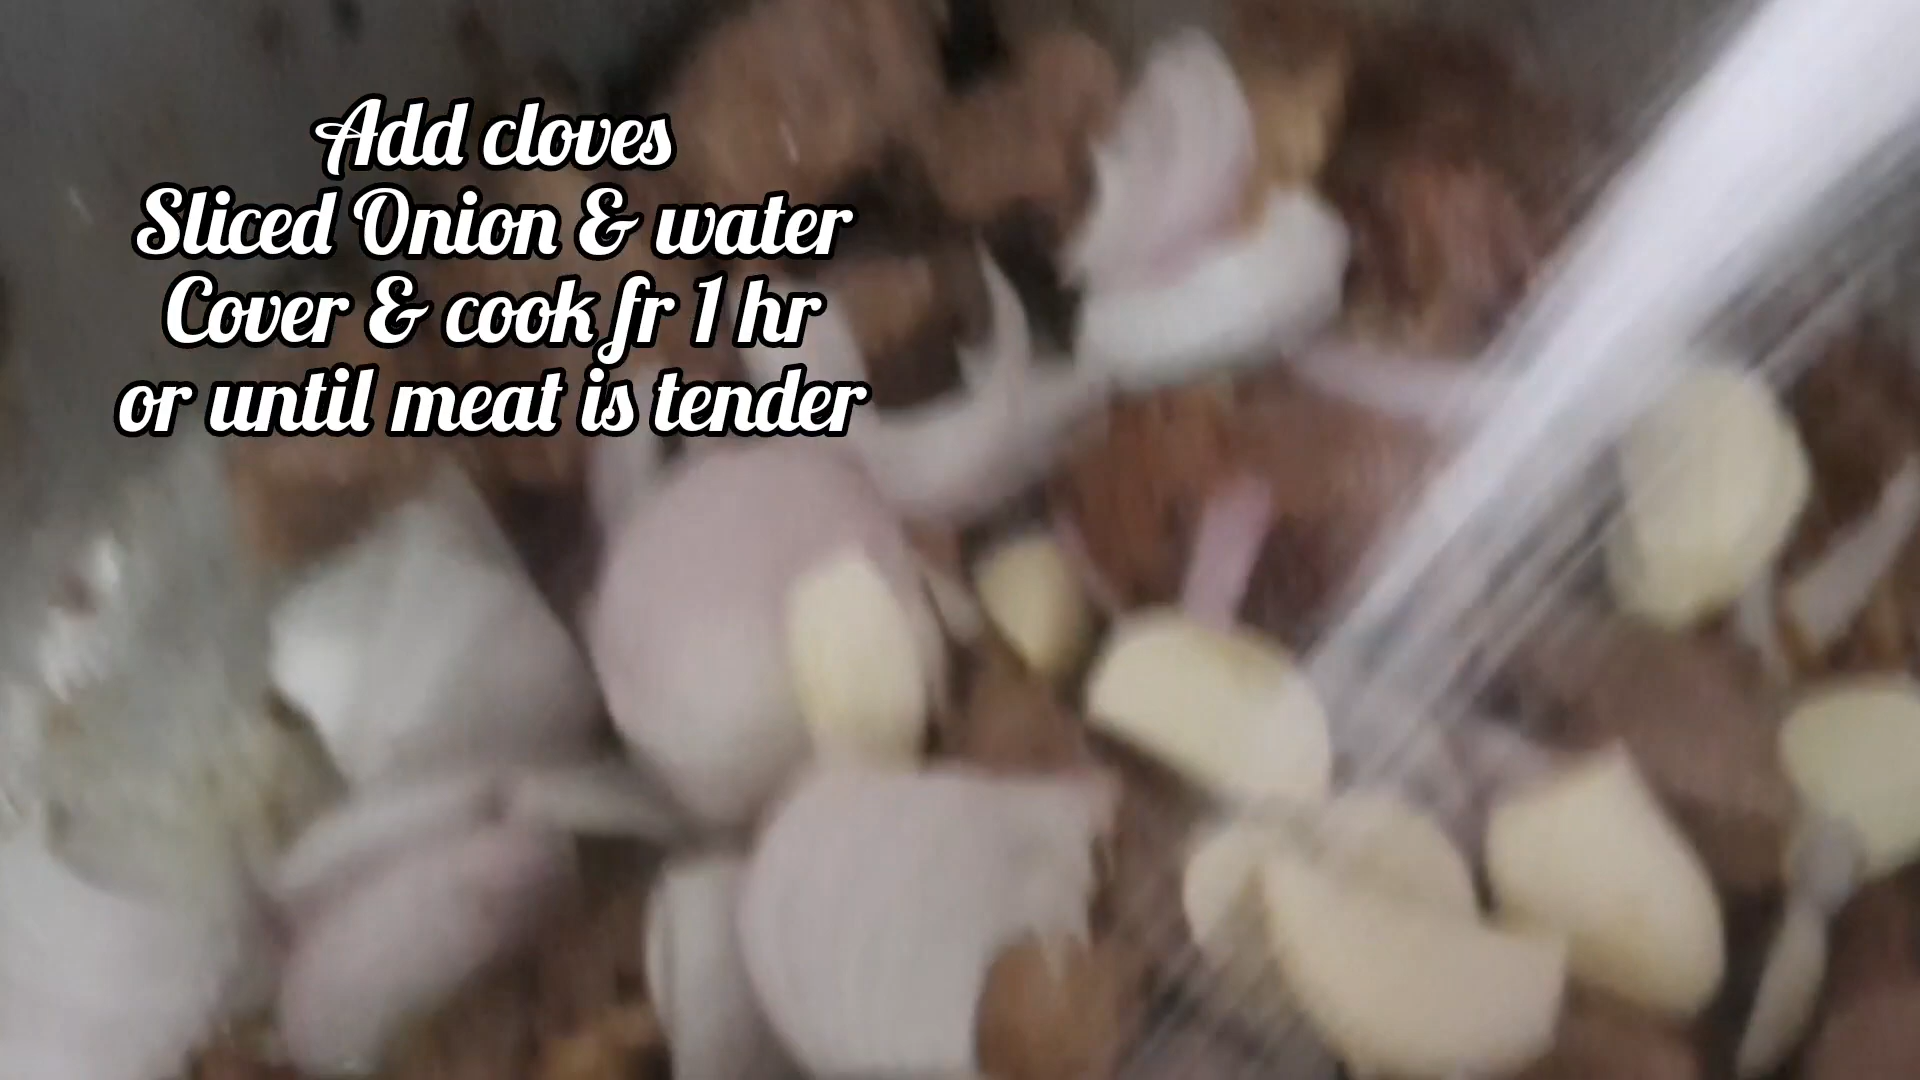 Add cloves
Sliced Onion & water
Cover & cook fr 1 hr
or until meat is tender